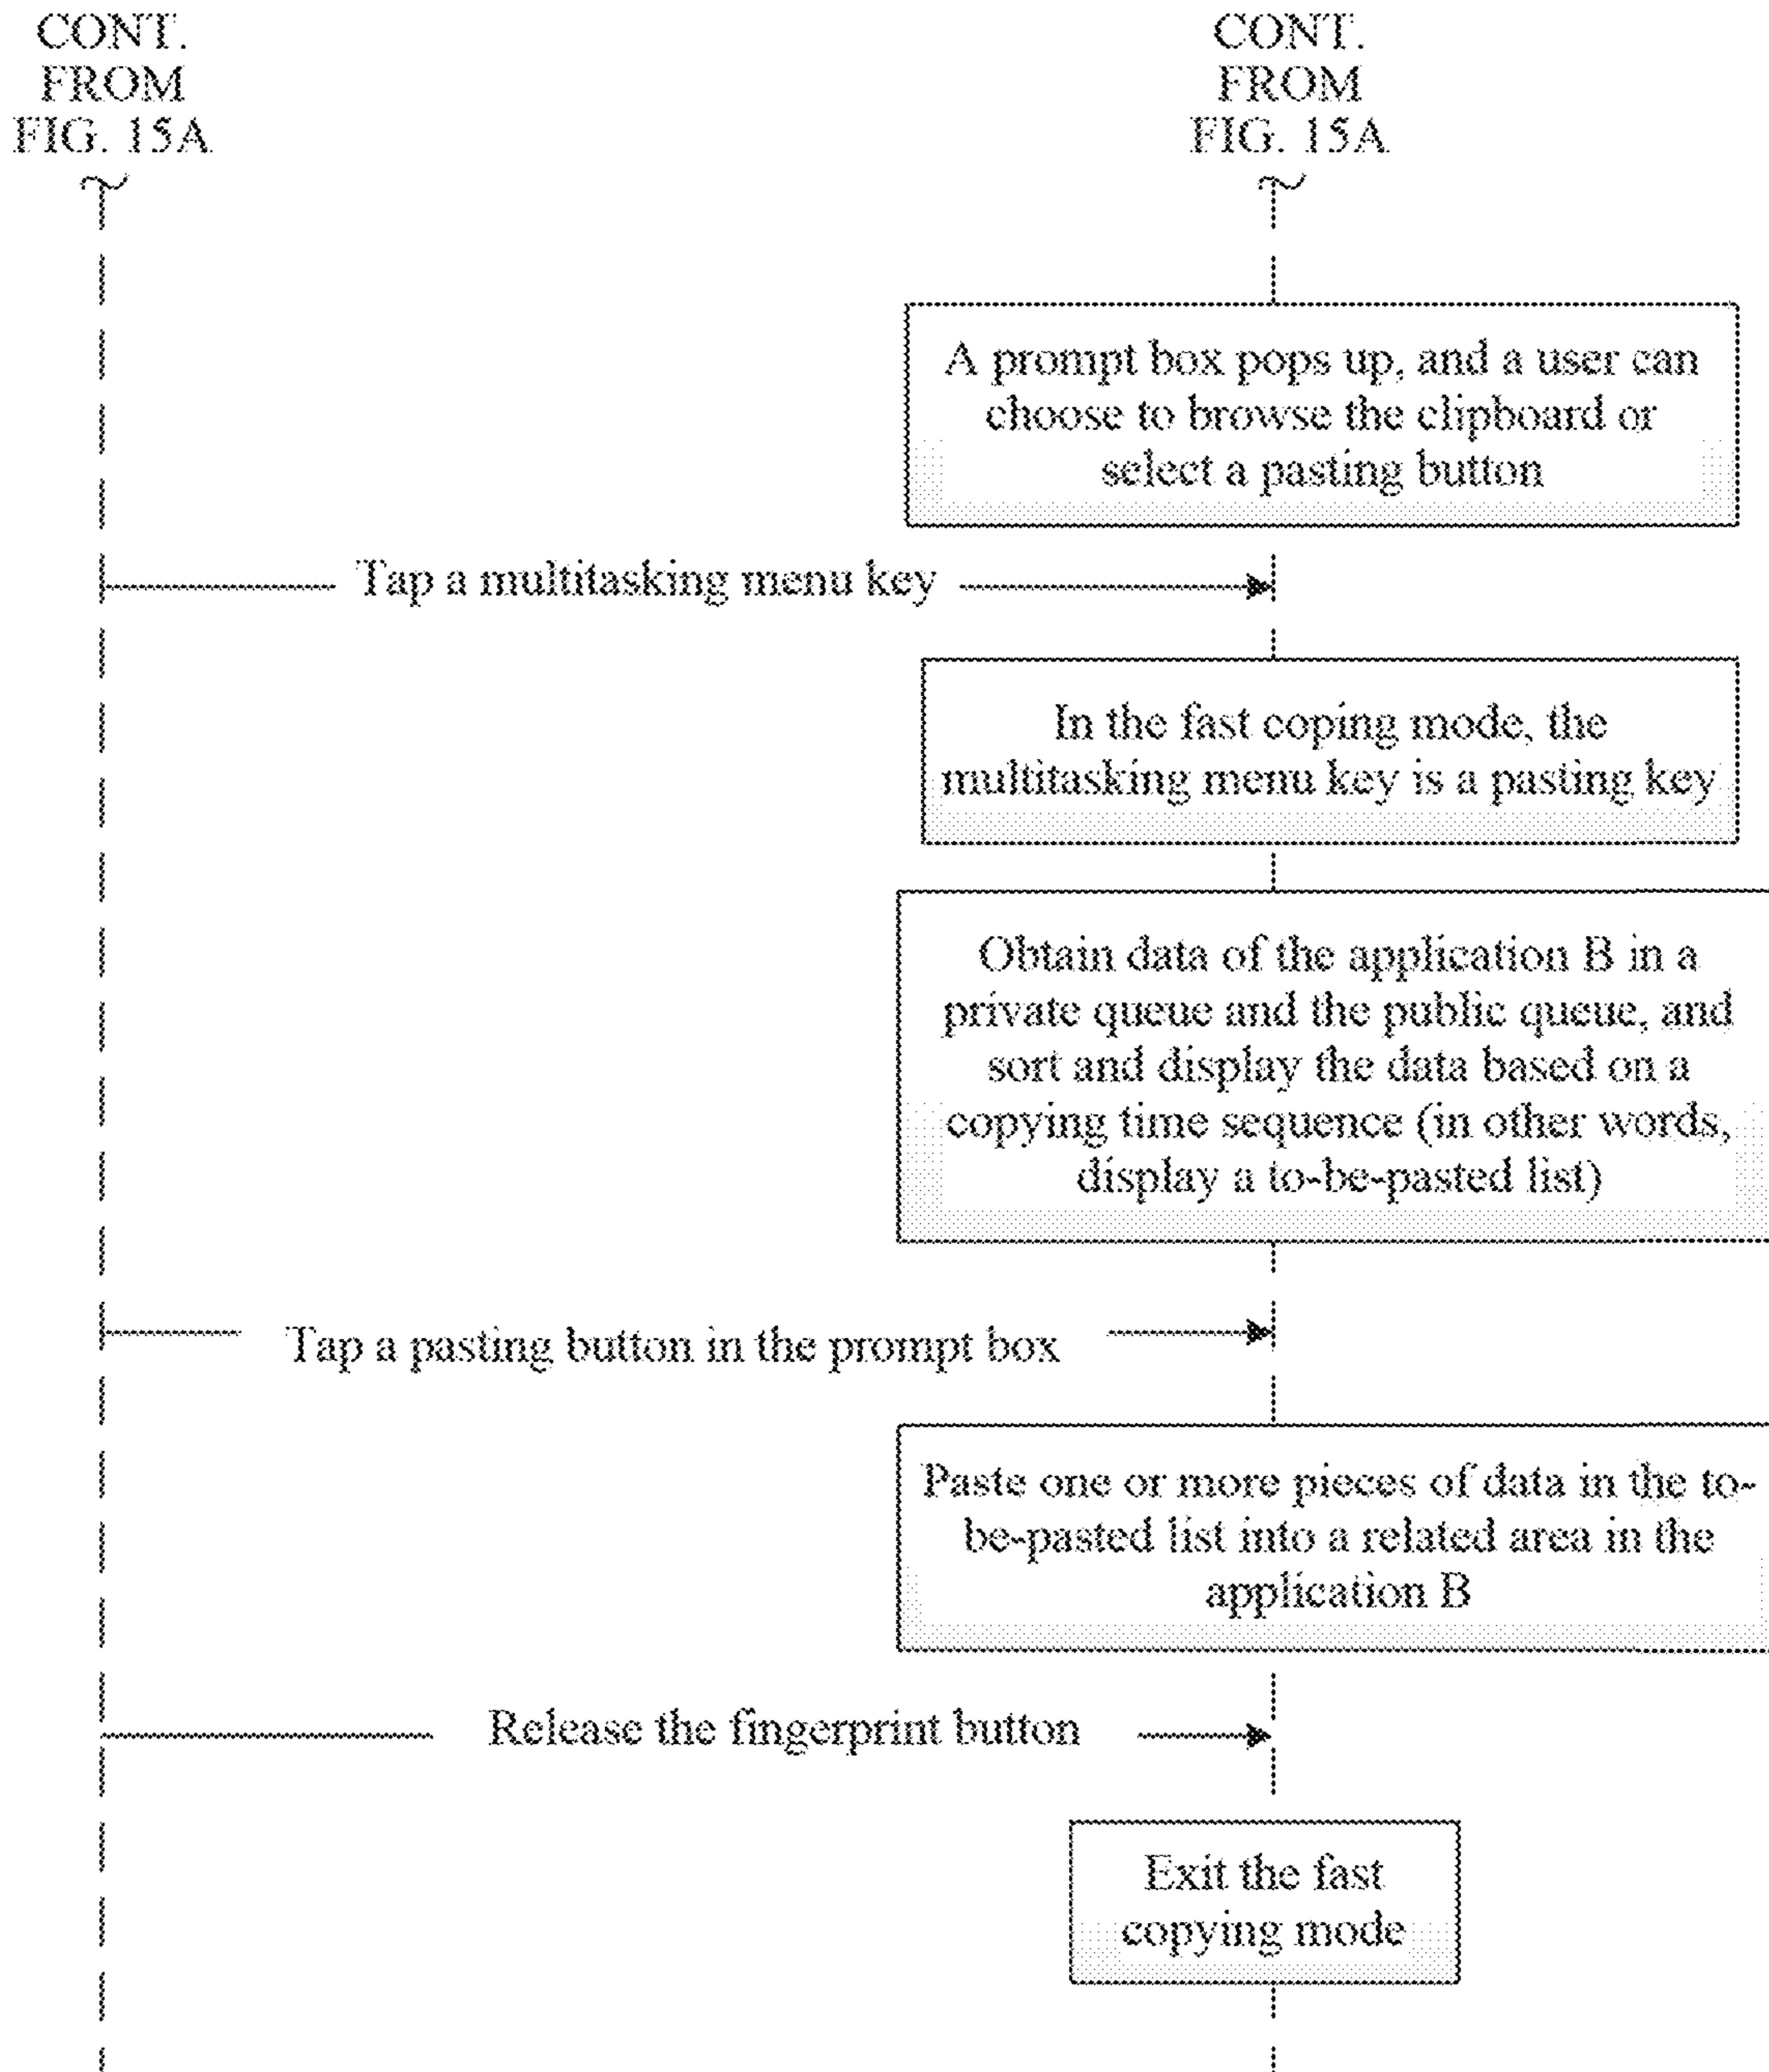 CONT.
FROM
FIG. 15A
CONT.
FROM
FIG. 15A
A prompt box pops up, and a user can
choose to browse the clipboard or
select a pasting button
Tap a multitasking menu key
In the fast coping mode, the
multitasking menu key is a pasting key
Obtain data of the application B in a
private queue and the public queue, and
sort and display the data based on a
copying time sequence (in other words,
display a to-be-pasted list)
Tap a pasting button in the prompt box
Paste one or more pieces of data in the to-
be-pasted list into a related area in the
application B
Release the fingerprint button
Exit the fast
copying mode